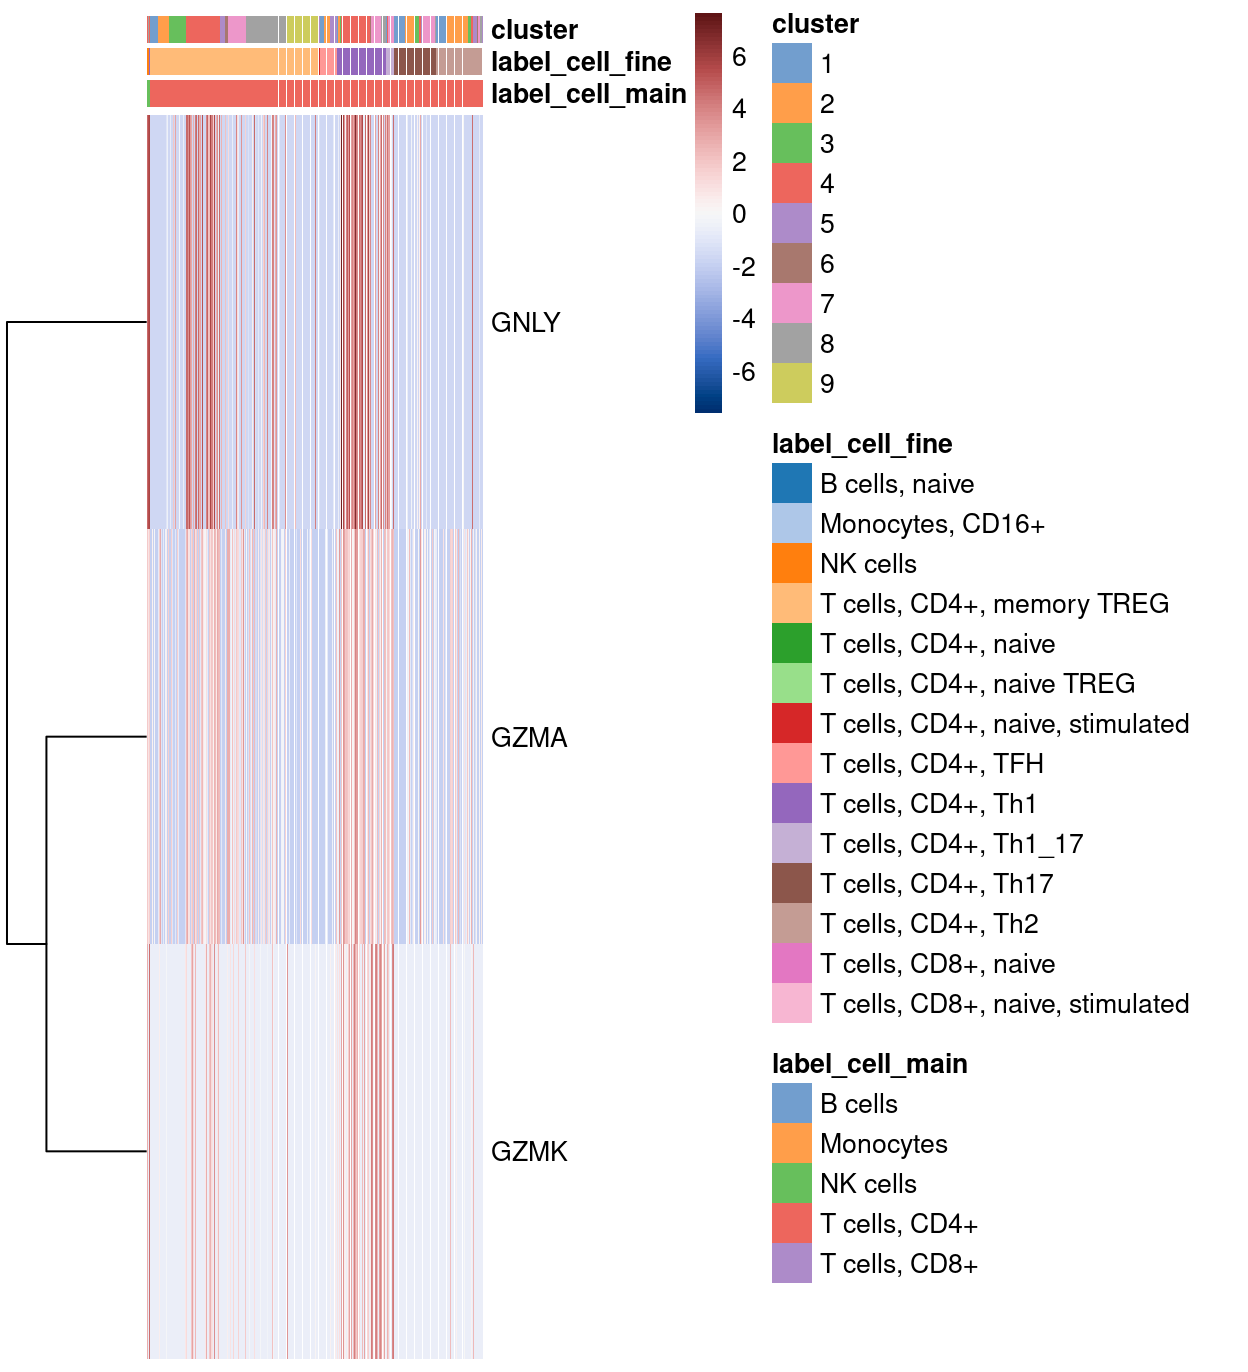 cluster
label_cell_fine
label_cell_main
GNLY
GZMA
GZMK
6
4
2
0
-2
-4
-6
cluster
1
2
3
4
5
6
7
8
9
label_cell_fine
B cells, naive
Monocytes, CD16+
NK cells
T cells, CD4+, memory TREG
T cells, CD4+, naive
T cells, CD4+, naive TREG
T cells, CD4+, naive, stimulated
T cells, CD4+, TFH
T cells, CD4+, Th1
T cells, CD4+, Th1_17
T cells, CD4+, Th17
T cells, CD4+, Th2
T cells, CD8+, naive
T cells, CD8+, naive, stimulated
label_cell_main
B cells
Monocytes
NK cells
T cells, CD4+
T cells, CD8+